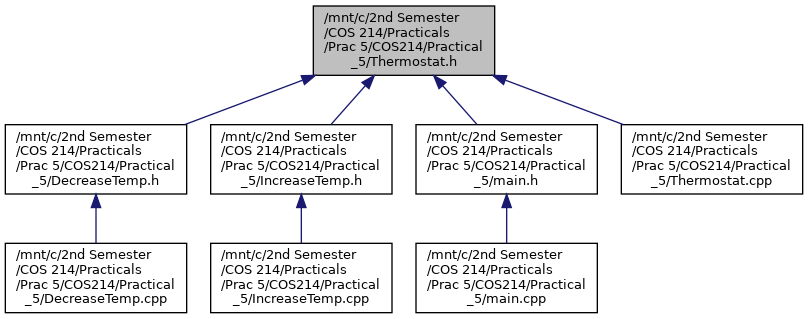 /mnt/c/2nd Semester
/COS 214/Practicals
/Prac 5/COS214/Practical
_5/Thermostat.h
/mnt/c/2nd Semester
/COS 214/Practicals
/Prac 5/COS214/Practical
_5/DecreaseTemp.h
/mnt/c/2nd Semester
/COS 214/Practicals
/Prac 5/COS214/Practical
_5/IncreaseTemp.h
/mnt/c/2nd Semester
/COS 214/Practicals
/Prac 5/COS214/Practical
_5/main.h
/mnt/c/2nd Semester
/COS 214/Practicals
/Prac 5/COS214/Practical
_5/Thermostat.cpp
/mnt/c/2nd Semester
/COS 214/Practicals
/Prac 5/COS214/Practical
_5/DecreaseTemp.cpp
/mnt/c/2nd Semester
/COS 214/Practicals
/Prac 5/COS214/Practical
_5/IncreaseTemp.cpp
/mnt/c/2nd Semester
/COS 214/Practicals
/Prac 5/COS214/Practical
_5/main.cpp